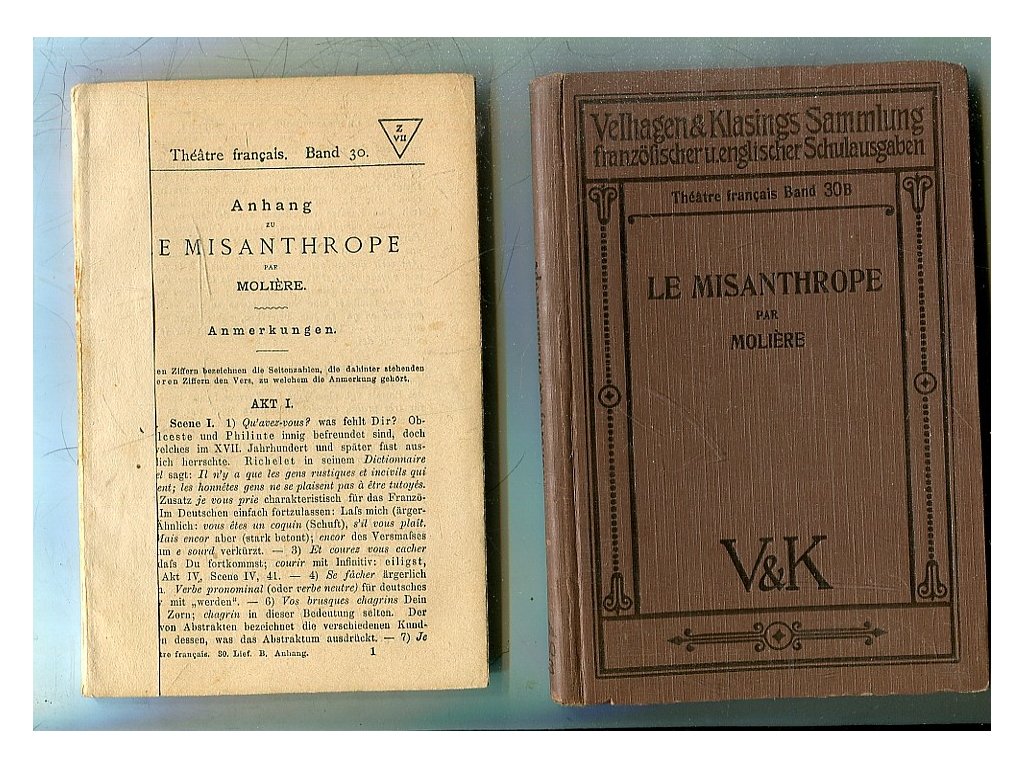 Théâtre français. Band 30.
Z
VII
Anhang
ZU
E MISANTHROPE
PAR
MOLIÈRE.
Anmerkungen.
en Ziffern bezeichnen die Seitenzahlen, die dahinter stehenden
eren Ziffern den Vers, zu welchem die Anmerkung gehört.
AKT I.
Scene I. 1) Qu'avez-vous? was fehlt Dir? Ob-
lceste und Philinte innig befreundet sind, doch
welches im XVII. Jahrhundert und später fast aus-
lich herrschte. Richelet in seinem Dictionnaire
el sagt: Il n'y a que les gens rustiques et incivils qui
ent; les honnêtes gens ne se plaisent pas à être tutoyés.
Zusatz je vous prie charakteristisch für das Franzö-
Im Deutschen einfach fortzulassen: Laſs mich (ärger-
Ähnlich: vous êtes un coquin (Schuft), s'il vous plaît.
Mais encor aber (stark betont); encor des Versmaſses
um e sourd verkürzt. — 3) Et courez vous cacher
daſs Du fortkommst; courir mit Infinitiv: eiligst,
Akt IV, Scene IV, 41. — 4) Se fâcher ärgerlich
n. Verbe pronominal (oder verbe neutre) für deutsches
mit „werden". — 6) Vos brusques chagrins Dein
Zorn; chagrin in dieser Bedeutung selten. Der
von Abstrakten bezeichnet die verschiedenen Kund-
n dessen, was das Abstraktum ausdrückt. — 7) Je
tre français. 30. Lief. B. Anhang. 1
Velhagen & Klasings Sammlung
französischer u. englischer Schulausgaben
Théâtre français Band 30B
LE MISANTHROPE
PAR
MOLIÈRE
V&K